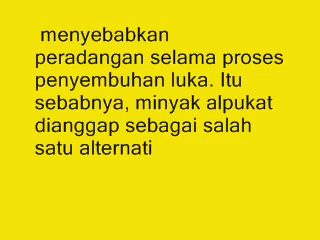 menyebabkan
peradangan selama proses
penyembuhan luka. Itu
sebabnya, minyak alpukat
dianggap sebagai salah
satu alternati